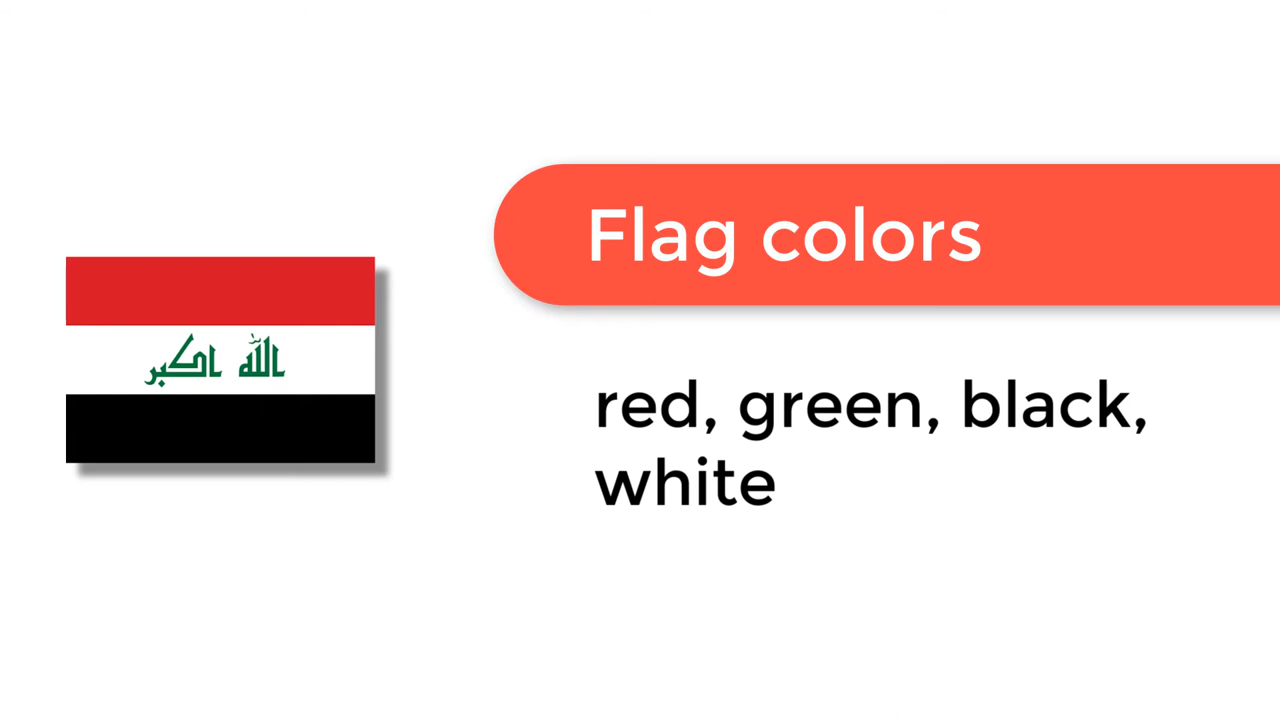 Flag colors
الله اكبر
red, green, black,
white